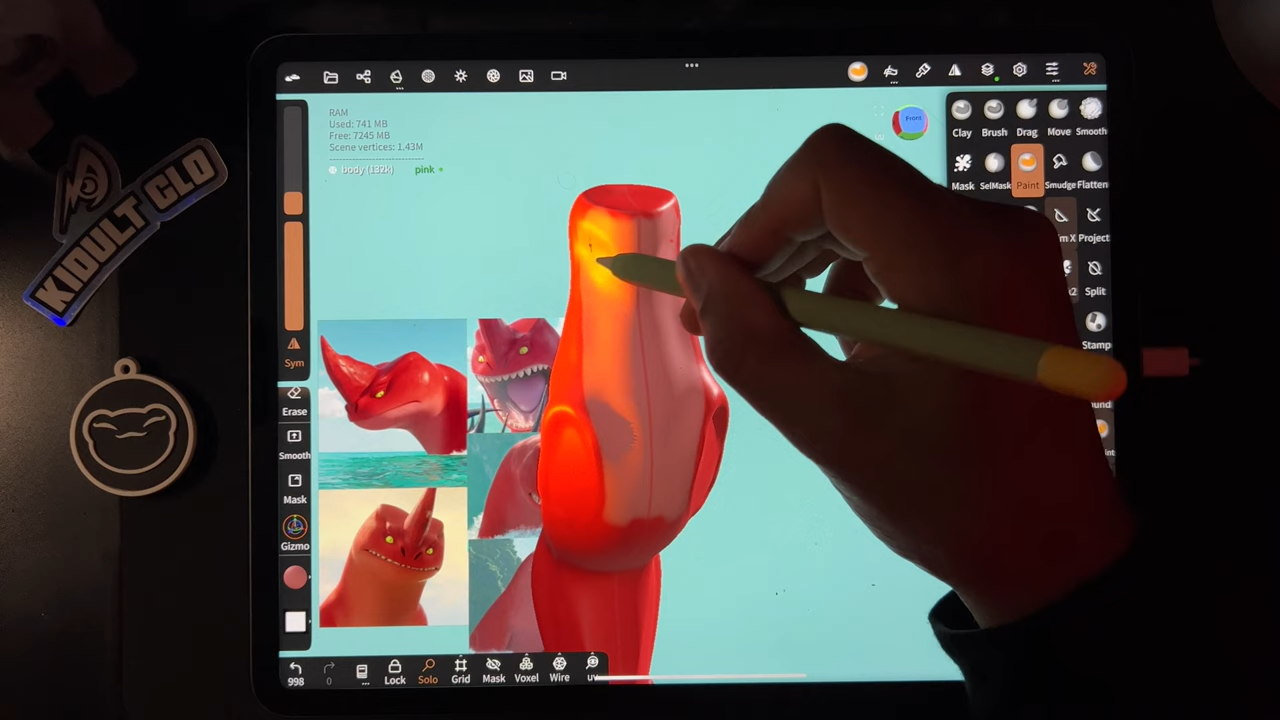 RAM
Used: 741 MB
Free: 7245 MB
Scene vertices: 1.43M
body (132k) pink
Front
Clay Brush Drag Move Smooth
Mask SelMask Paint Smudge Flatten
Project
Split
Stamp
Sym
Erase
Smooth
Mask
Gizmo
998 0 Lock Solo Grid Mask Voxel Wire uv
KIDULT CLO